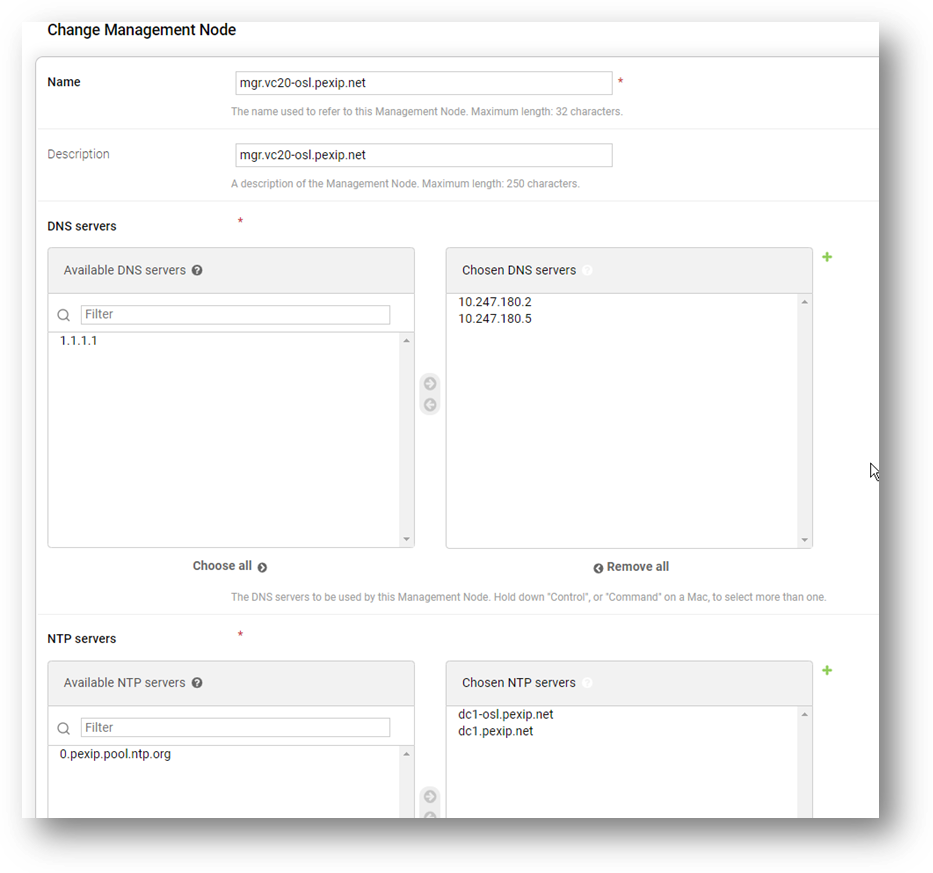 Change Management Node
Name
mgr.vc20-osl.pexip.net
*
The name used to refer to this Management Node. Maximum length: 32 characters.
Description
mgr.vc20-osl.pexip.net
A description of the Management Node. Maximum length: 250 characters.
DNS servers *
Available DNS servers ?
Filter
1.1.1.1
Choose all
Chosen DNS servers ?
10.247.180.2
10.247.180.5
Remove all
The DNS servers to be used by this Management Node. Hold down "Control", or "Command" on a Mac, to select more than one.
NTP servers *
Available NTP servers ?
Filter
0.pexip.pool.ntp.org
Chosen NTP servers ?
dc1-osl.pexip.net
dc1.pexip.net